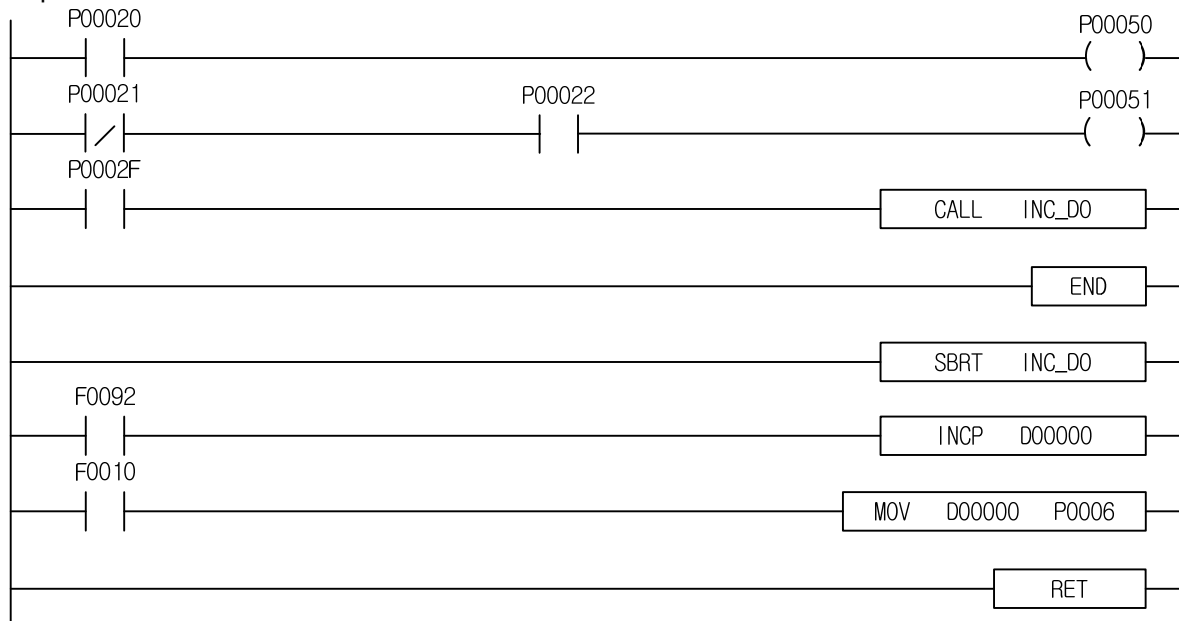 P00020
P00050
P00021
P00022
P00051
P0002F
CALL INC_D0
END
SBRT INC_D0
F0092
INCP D00000
F0010
MOV D00000 P0006
RET